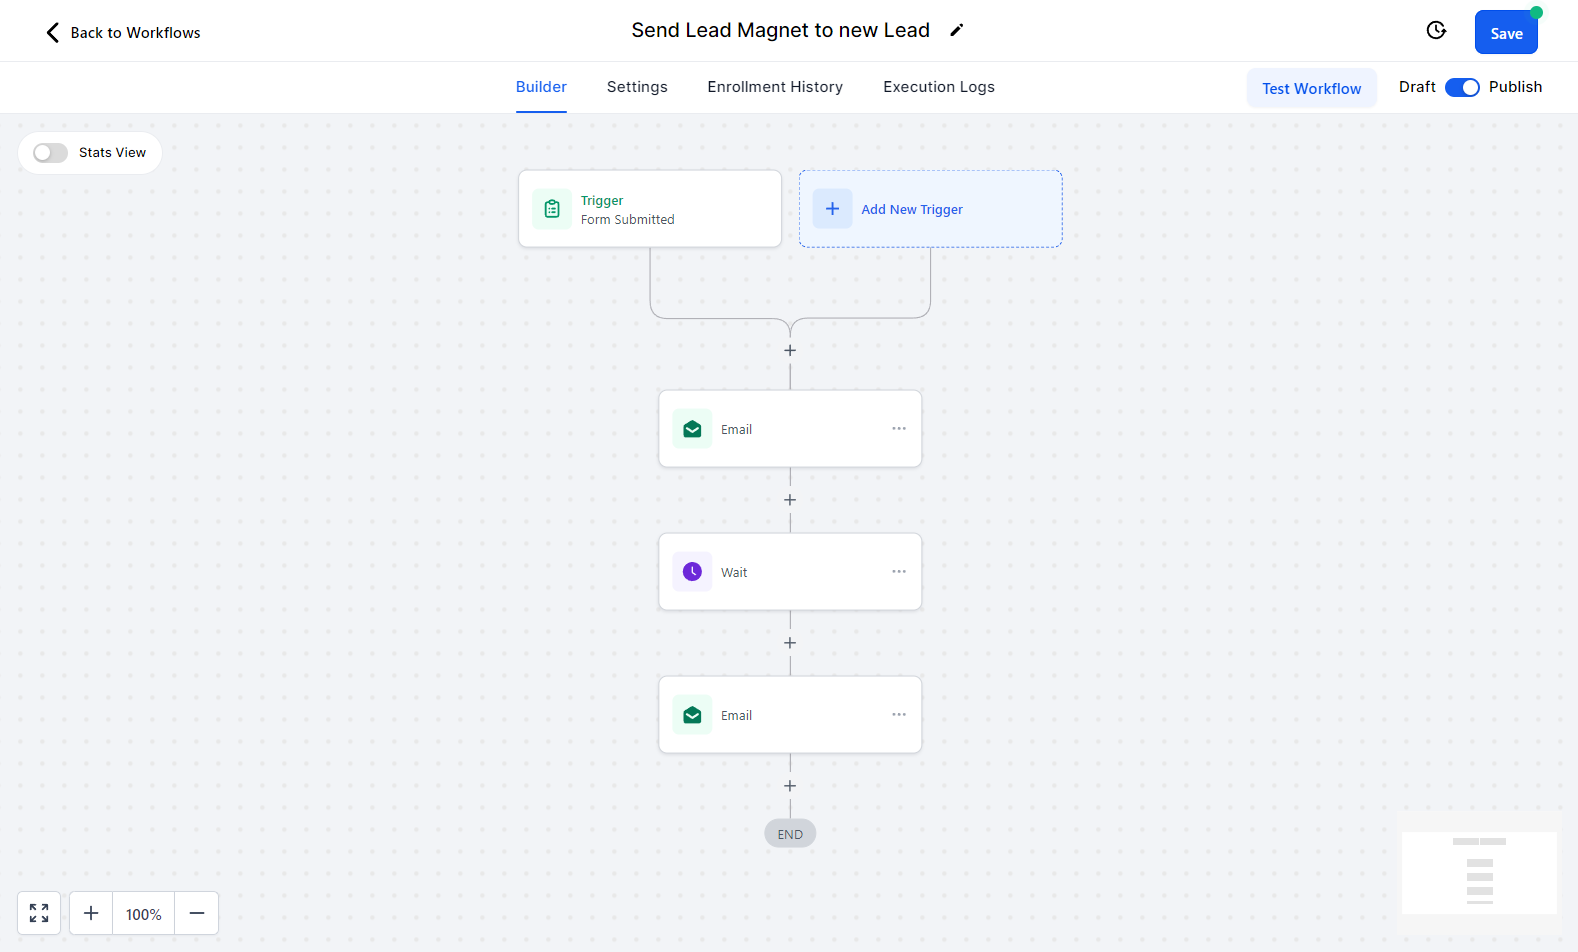 Back to Workflows
Send Lead Magnet to new Lead
Save
Builder
Settings
Enrollment History
Execution Logs
Test Workflow
Draft
Publish
Stats View
Trigger
Form Submitted
Add New Trigger
Email
Wait
Email
END
100%